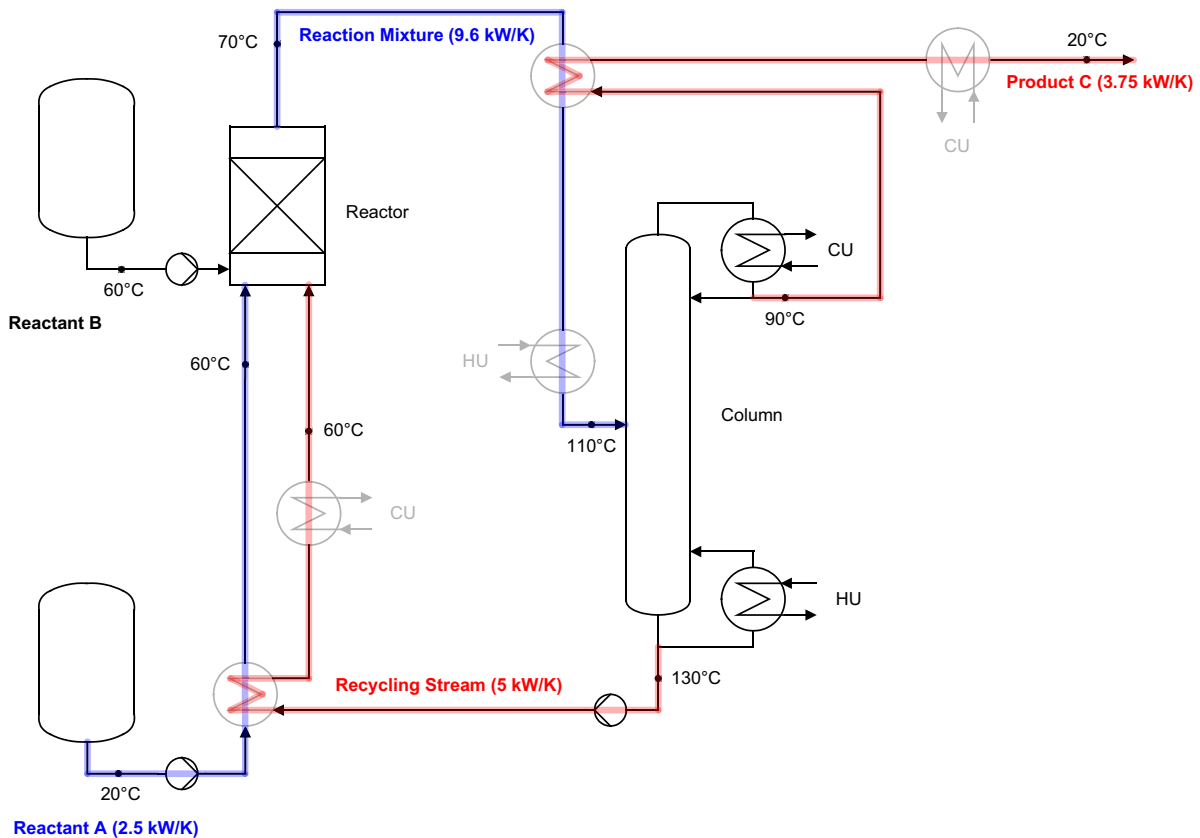 70°C
Reaction Mixture (9.6 kW/K)
20°C
Product C (3.75 kW/K)
CU
Reactor
60°C
Reactant B
CU
90°C
60°C
HU
Column
60°C
110°C
CU
HU
Recycling Stream (5 kW/K)
130°C
20°C
Reactant A (2.5 kW/K)